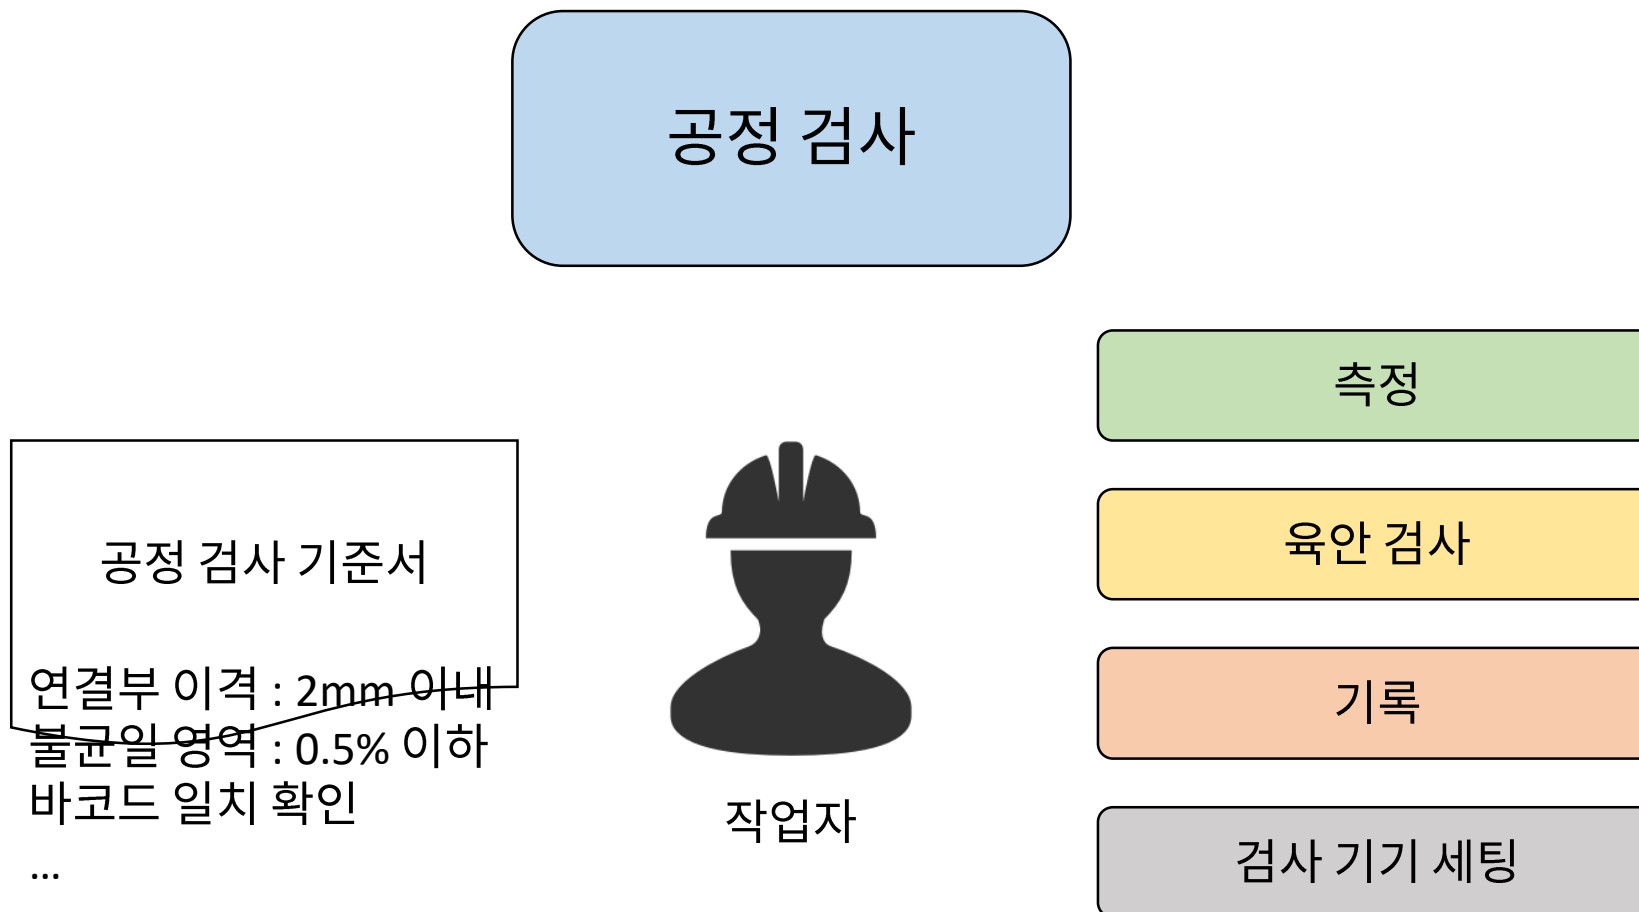 공정 검사
공정 검사 기준서
연결부 이격 : 2mm 이내
불균일 영역 : 0.5% 이하
바코드 일치 확인
...
작업자
측정
육안 검사
기록
검사 기기 세팅